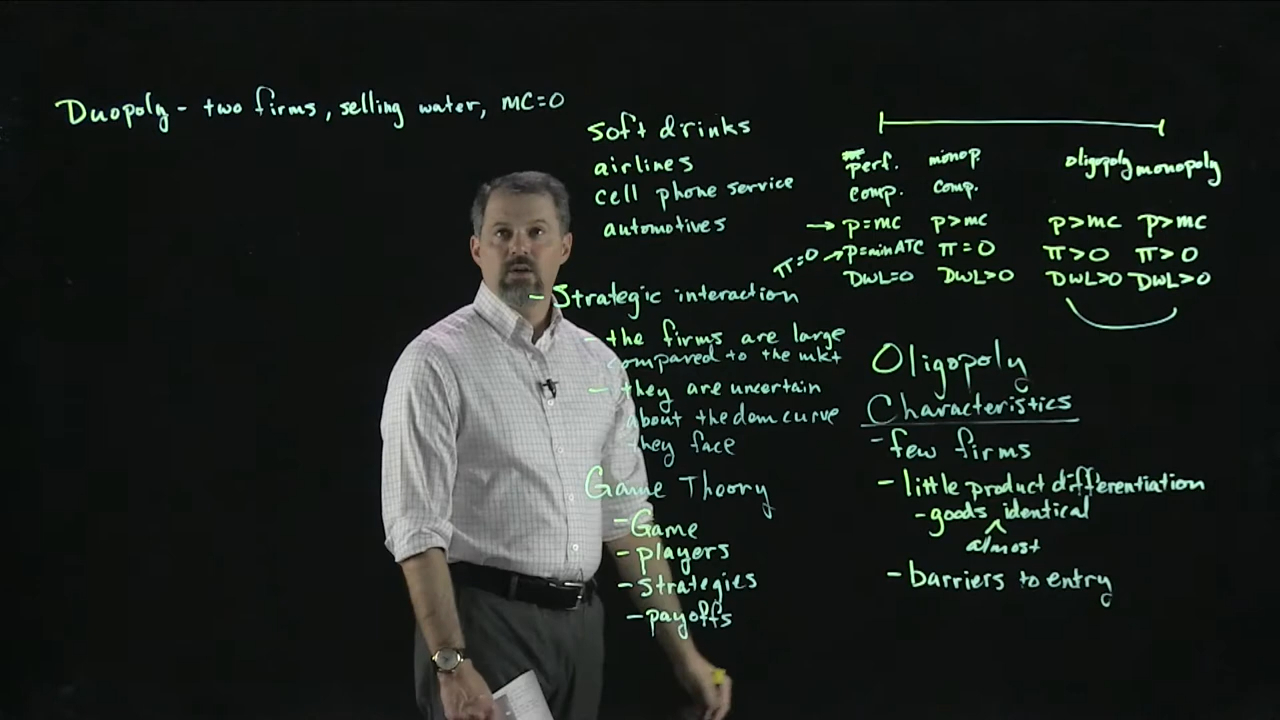 Duopoly - two firms, selling water, MC=0
soft drinks
airlines
cell phone service
automotives
- Strategic interaction
- the firms are large
compared to the mkt
- they are uncertain
about the dem curve
they face
Game Theory
- Game
- players
- Strategies
- payoffs
perf. monop. oligopoly monopoly
comp. comp.
→ p=mc p>mc p>mc p>mc
π=0 → p=minATC π=0 π>0 π>0
DWL=0 DWL>0 DWL>0 DWL>0
Oligopoly
Characteristics
- few firms
- little product differentiation
- goods ^ identical
almost
- barriers to entry